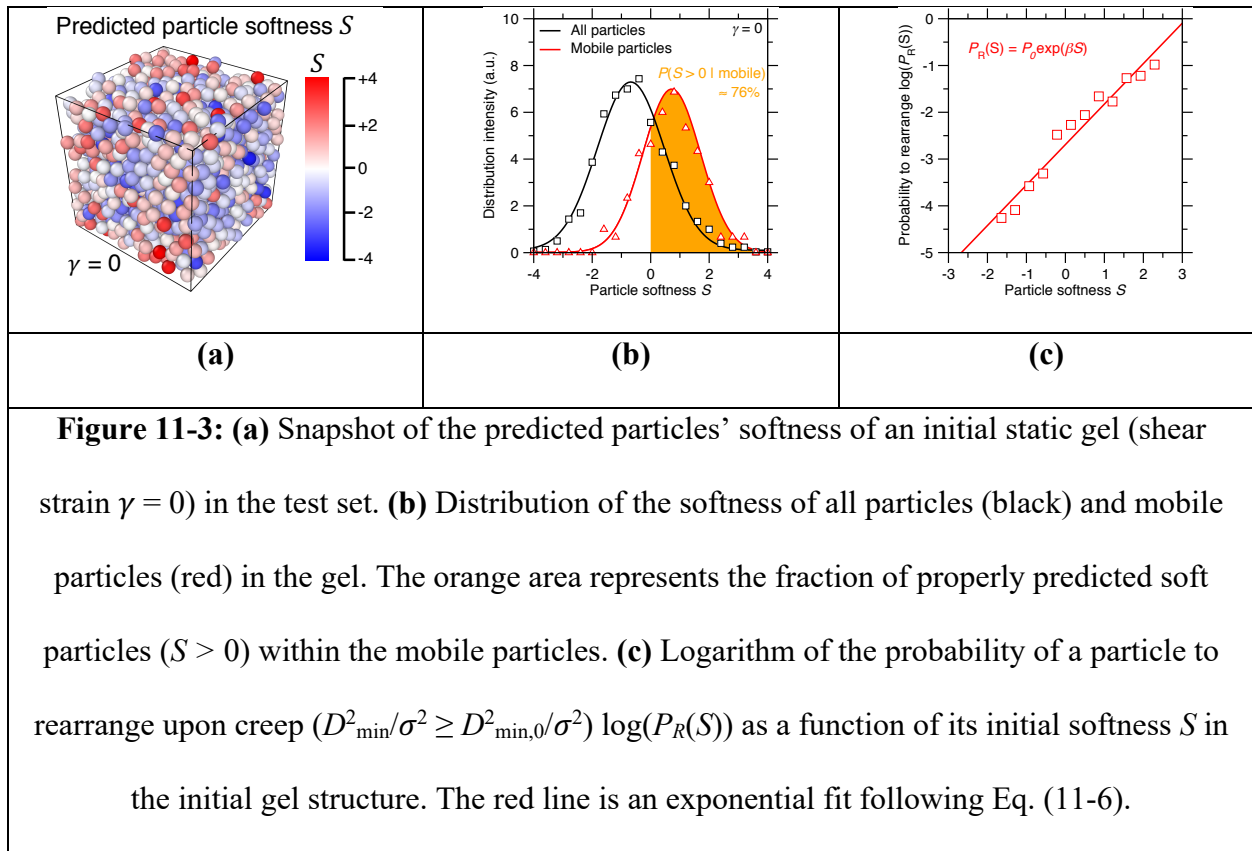 Predicted particle softness S
S
+4
+2
0
-2
-4
γ = 0
10
8
6
4
2
0
Distribution intensity (a.u.)
All particles
Mobile particles
γ = 0
P(S > 0 | mobile)
≈ 76%
-4 -2 0 2 4
Particle softness S
0
-1
-2
-3
-4
-5
Probability to rearrange log(P_R(S))
P_R(S) = P_0exp(βS)
-3 -2 -1 0 1 2 3
Particle softness S
(a) (b) (c)
Figure 11-3: (a) Snapshot of the predicted particles’ softness of an initial static gel (shear
strain γ = 0) in the test set. (b) Distribution of the softness of all particles (black) and mobile
particles (red) in the gel. The orange area represents the fraction of properly predicted soft
particles (S > 0) within the mobile particles. (c) Logarithm of the probability of a particle to
rearrange upon creep (D²min/σ² ≥ D²min,0/σ²) log(P_R(S)) as a function of its initial softness S in
the initial gel structure. The red line is an exponential fit following Eq. (11-6).